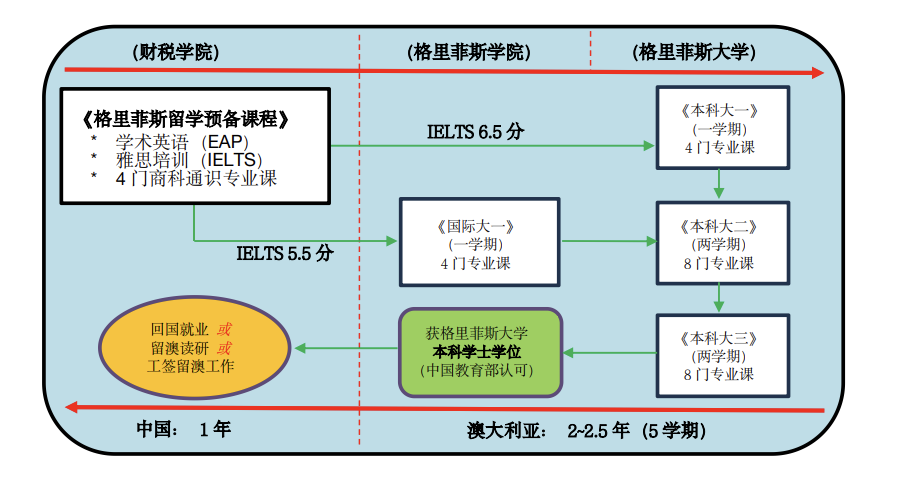 (财税学院)
(格里菲斯学院)
(格里菲斯大学)
《格里菲斯留学预备课程》
* 学术英语（EAP）
* 雅思培训（IELTS）
* 4 门商科通识专业课
IELTS 6.5 分
《本科大一》
(一学期)
4 门专业课
IELTS 5.5 分
《国际大一》
(一学期)
4 门专业课
《本科大二》
(两学期)
8 门专业课
回国就业 或
留澳读研 或
工签留澳工作
获格里菲斯大学
本科学士学位
(中国教育部认可)
《本科大三》
(两学期)
8 门专业课
中国： 1 年
澳大利亚： 2~2.5 年（5 学期）